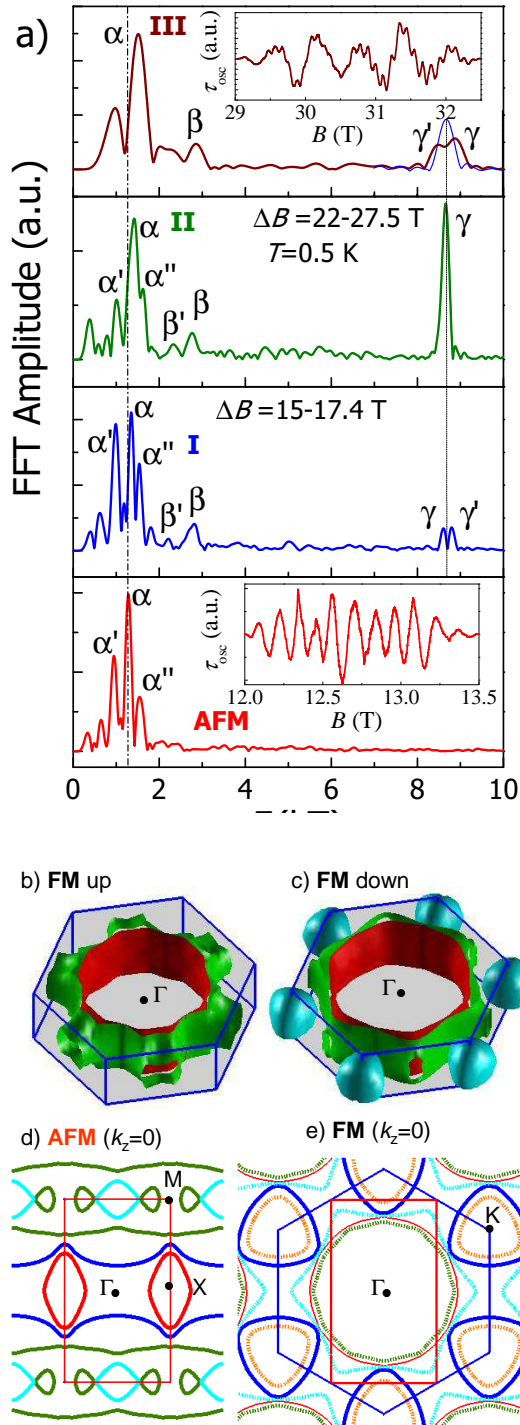 a)
III
α
β
γ'
γ
τosc (a.u.)
29 30 31 32
B (T)
FFT Amplitude (a.u.)
II
α
α'
α''
β'
β
γ
ΔB =22-27.5 T
T=0.5 K
ΔB =15-17.4 T
I
α
α'
α''
β'
β
γ
γ'
α
α'
α''
AFM
τosc (a.u.)
12.0 12.5 13.0 13.5
B (T)
0 2 4 6 8 10
b) FM up
c) FM down
Γ
Γ
d) AFM (kz=0)
e) FM (kz=0)
M
Γ
X
K
Γ